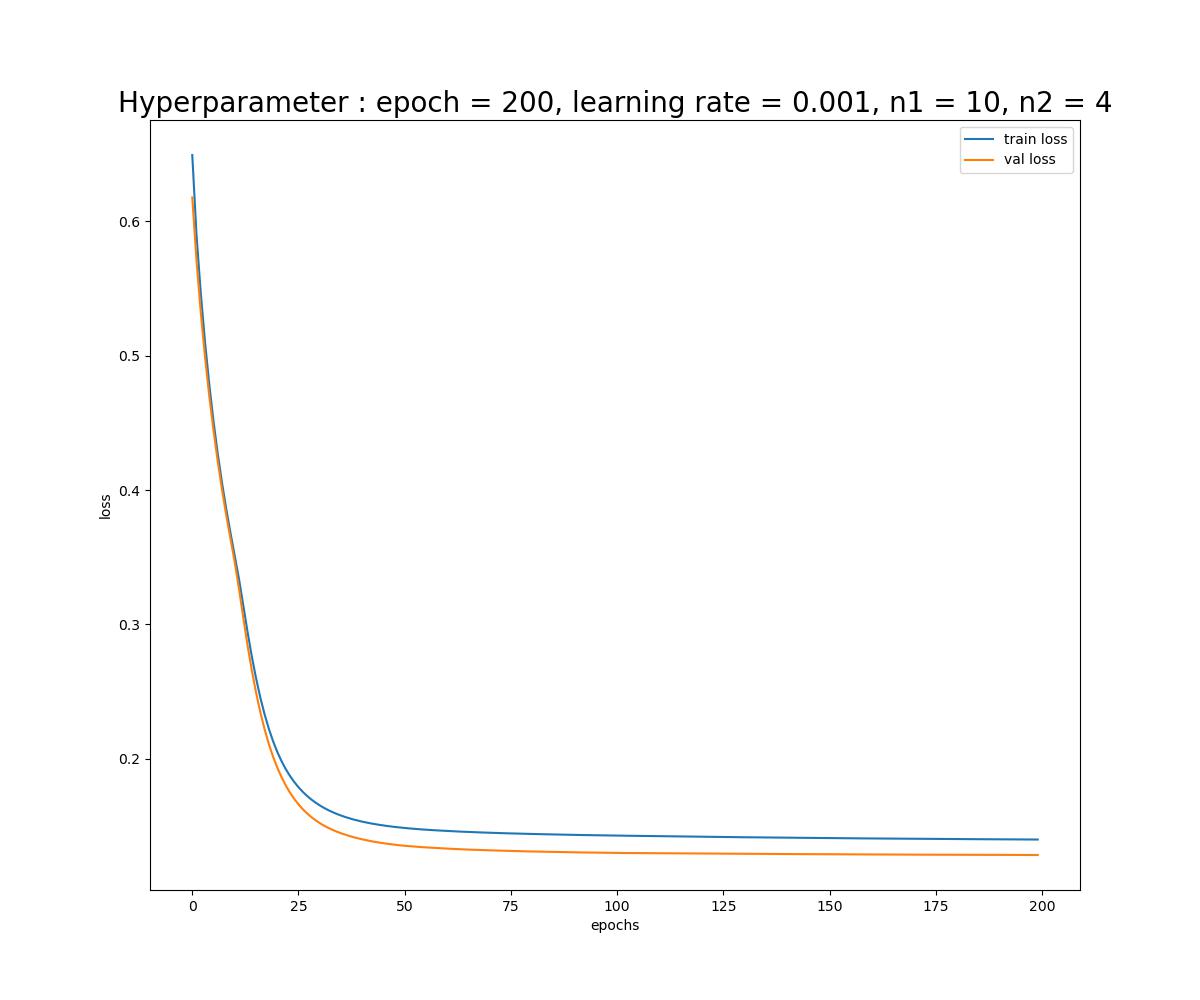 Hyperparameter : epoch = 200, learning rate = 0.001, n1 = 10, n2 = 4
train loss
val loss
0.6
0.5
0.4
0.3
0.2
loss
0 25 50 75 100 125 150 175 200
epochs